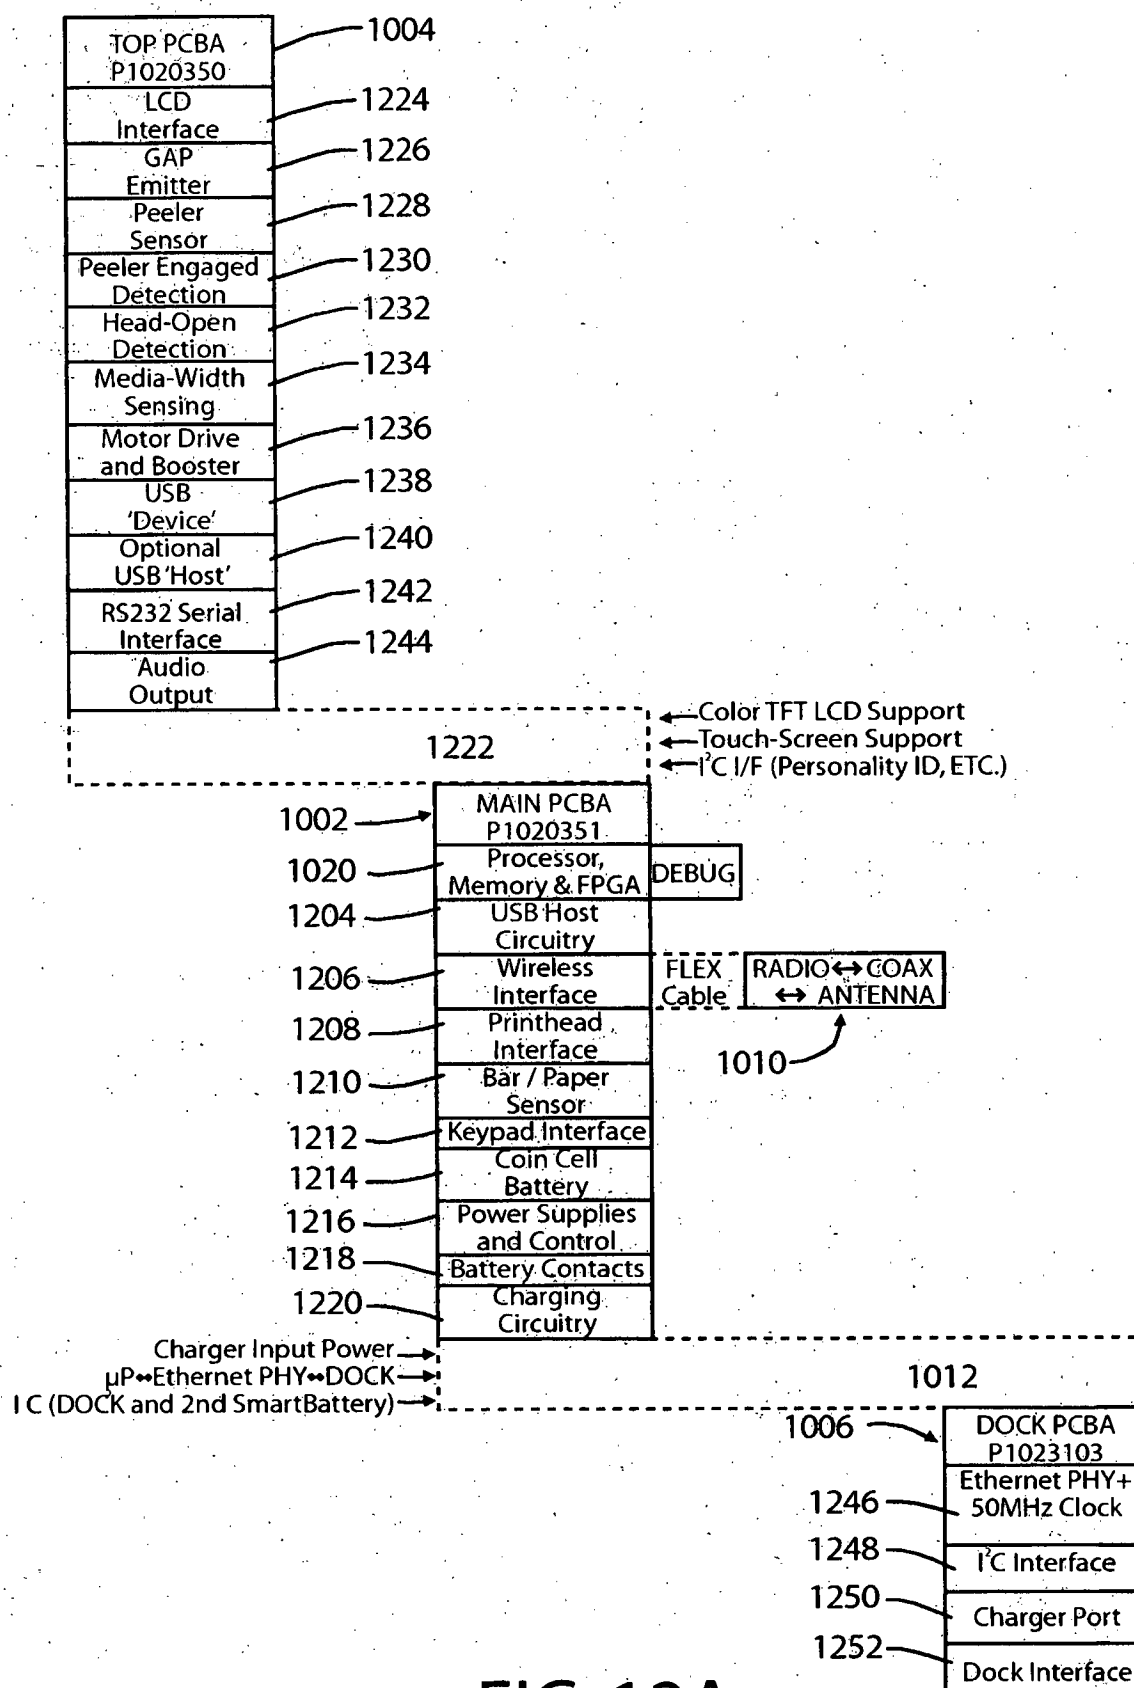 TOP PCBA
P1020350
1004
LCD
Interface
1224
GAP
Emitter
1226
Peeler
Sensor
1228
Peeler Engaged
Detection
1230
Head-Open
Detection
1232
Media-Width
Sensing
1234
Motor Drive
and Booster
1236
USB
'Device'
1238
Optional
USB 'Host'
1240
RS232 Serial
Interface
1242
Audio
Output
1244
1222
Color TFT LCD Support
Touch-Screen Support
I²C I/F (Personality ID, ETC.)
1002
MAIN PCBA
P1020351
1020
Processor,
Memory & FPGA
DEBUG
1204
USB Host
Circuitry
1206
Wireless
Interface
FLEX
Cable
RADIO↔COAX
↔ ANTENNA
1010
1208
Printhead
Interface
1210
Bar / Paper
Sensor
1212
Keypad Interface
1214
Coin Cell
Battery
1216
Power Supplies
and Control
1218
Battery Contacts
1220
Charging
Circuitry
Charger Input Power
µP↔Ethernet PHY↔DOCK
I C (DOCK and 2nd SmartBattery)
1012
1006
DOCK PCBA
P1023103
1246
Ethernet PHY+
50MHz Clock
1248
I²C Interface
1250
Charger Port
1252
Dock Interface